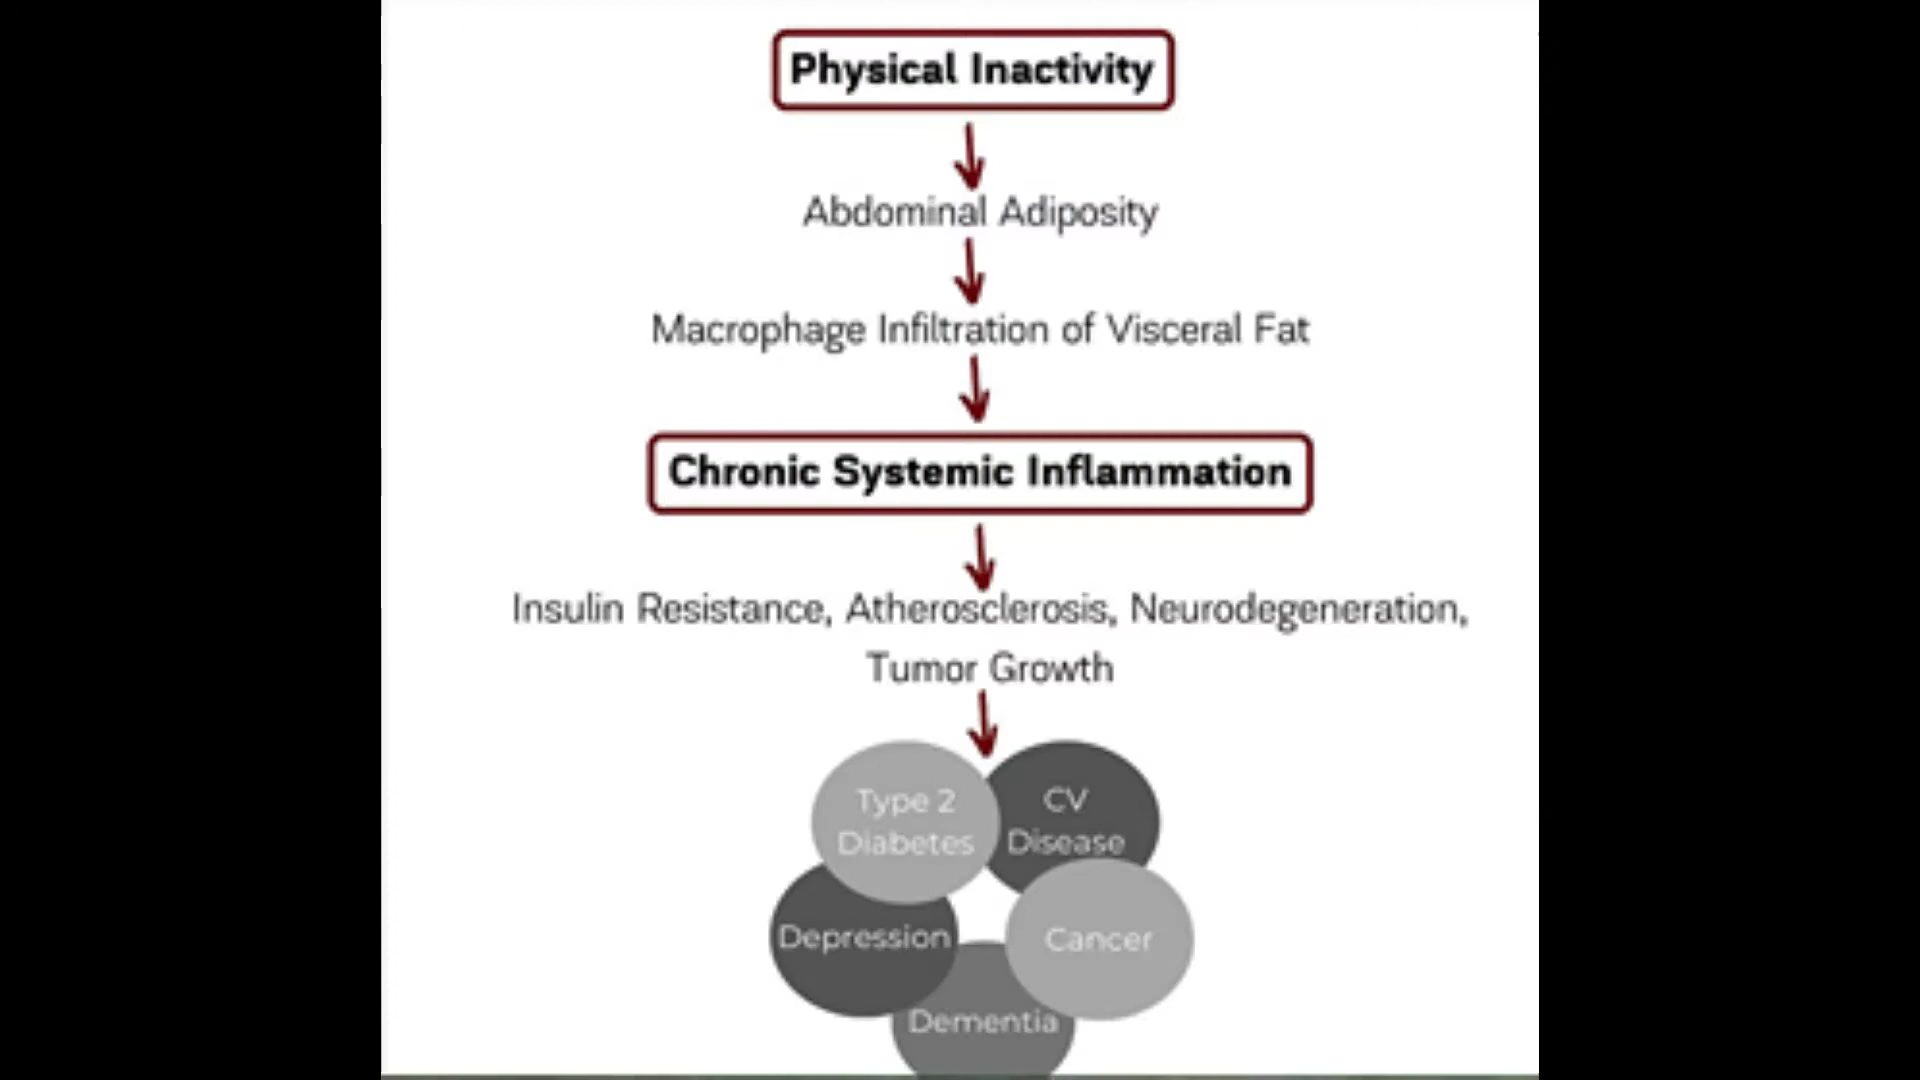 Physical Inactivity
Abdominal Adiposity
Macrophage Infiltration of Visceral Fat
Chronic Systemic Inflammation
Insulin Resistance, Atherosclerosis, Neurodegeneration,
Tumor Growth
Type 2
Diabetes
CV
Disease
Depression
Cancer
Dementia